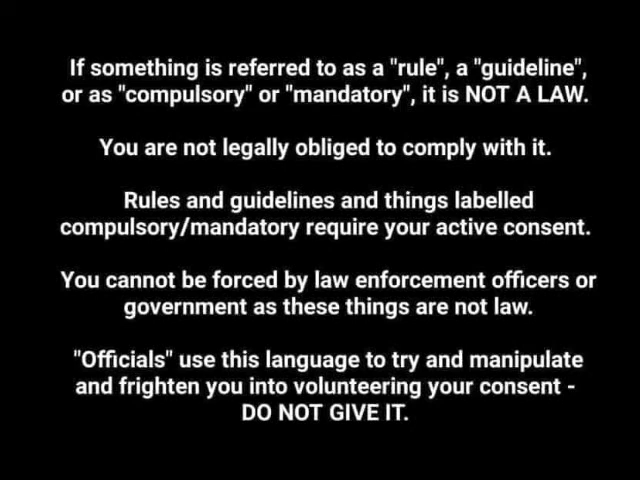 If something is referred to as a "rule", a "guideline",
or as "compulsory" or "mandatory", it is NOT A LAW.
You are not legally obliged to comply with it.
Rules and guidelines and things labelled
compulsory/mandatory require your active consent.
You cannot be forced by law enforcement officers or
government as these things are not law.
"Officials" use this language to try and manipulate
and frighten you into volunteering your consent -
DO NOT GIVE IT.